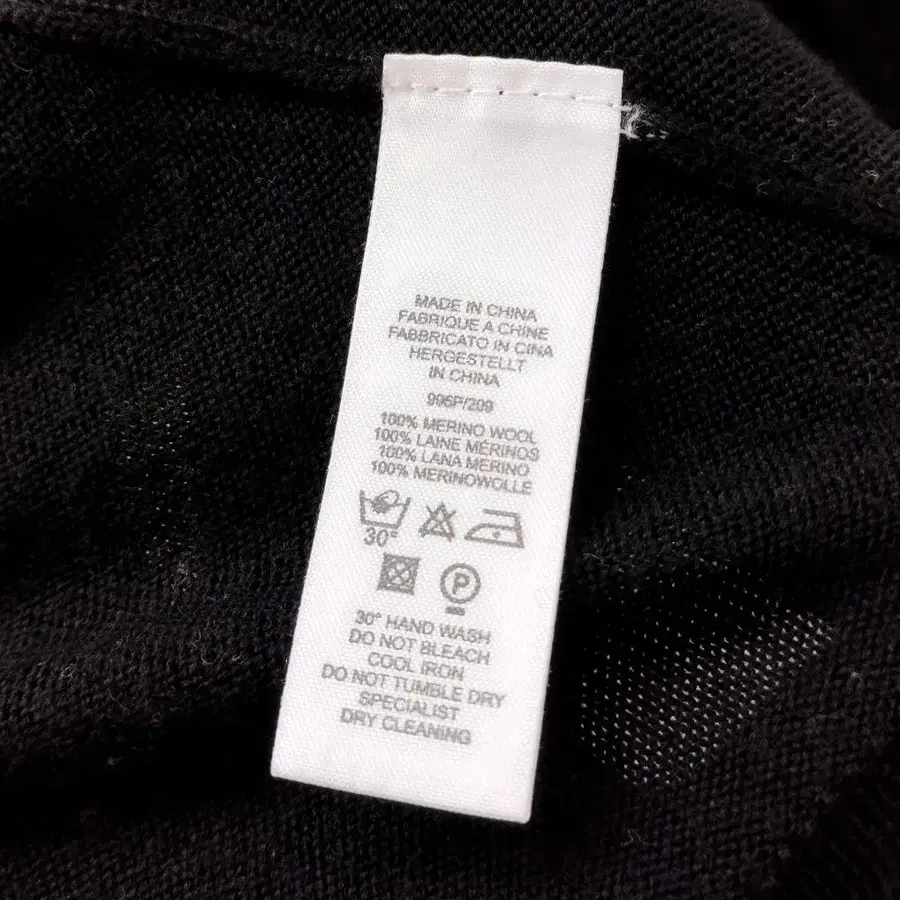 MADE IN CHINA
FABRIQUE A CHINE
FABBRICATO IN CINA
HERGESTELLT
IN CHINA
996P/209
100% MERINO WOOL
100% LAINE MÉRINOS
100% LANA MERINO
100% MERINOWOLLE
30°
P
30° HAND WASH
DO NOT BLEACH
COOL IRON
DO NOT TUMBLE DRY
SPECIALIST
DRY CLEANING